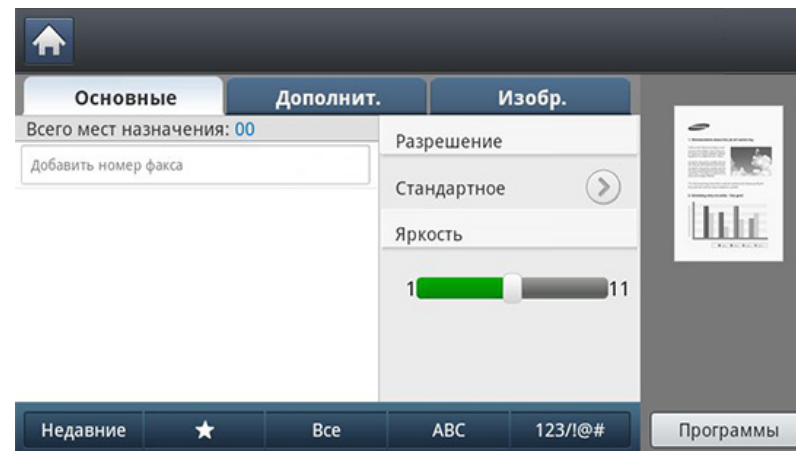 Основные
Дополнит.
Изобр.
Всего мест назначения: 00
Добавить номер факса
Разрешение
Стандартное
Яркость
1
11
Недавние
Все
ABC
123/!@#
Программы